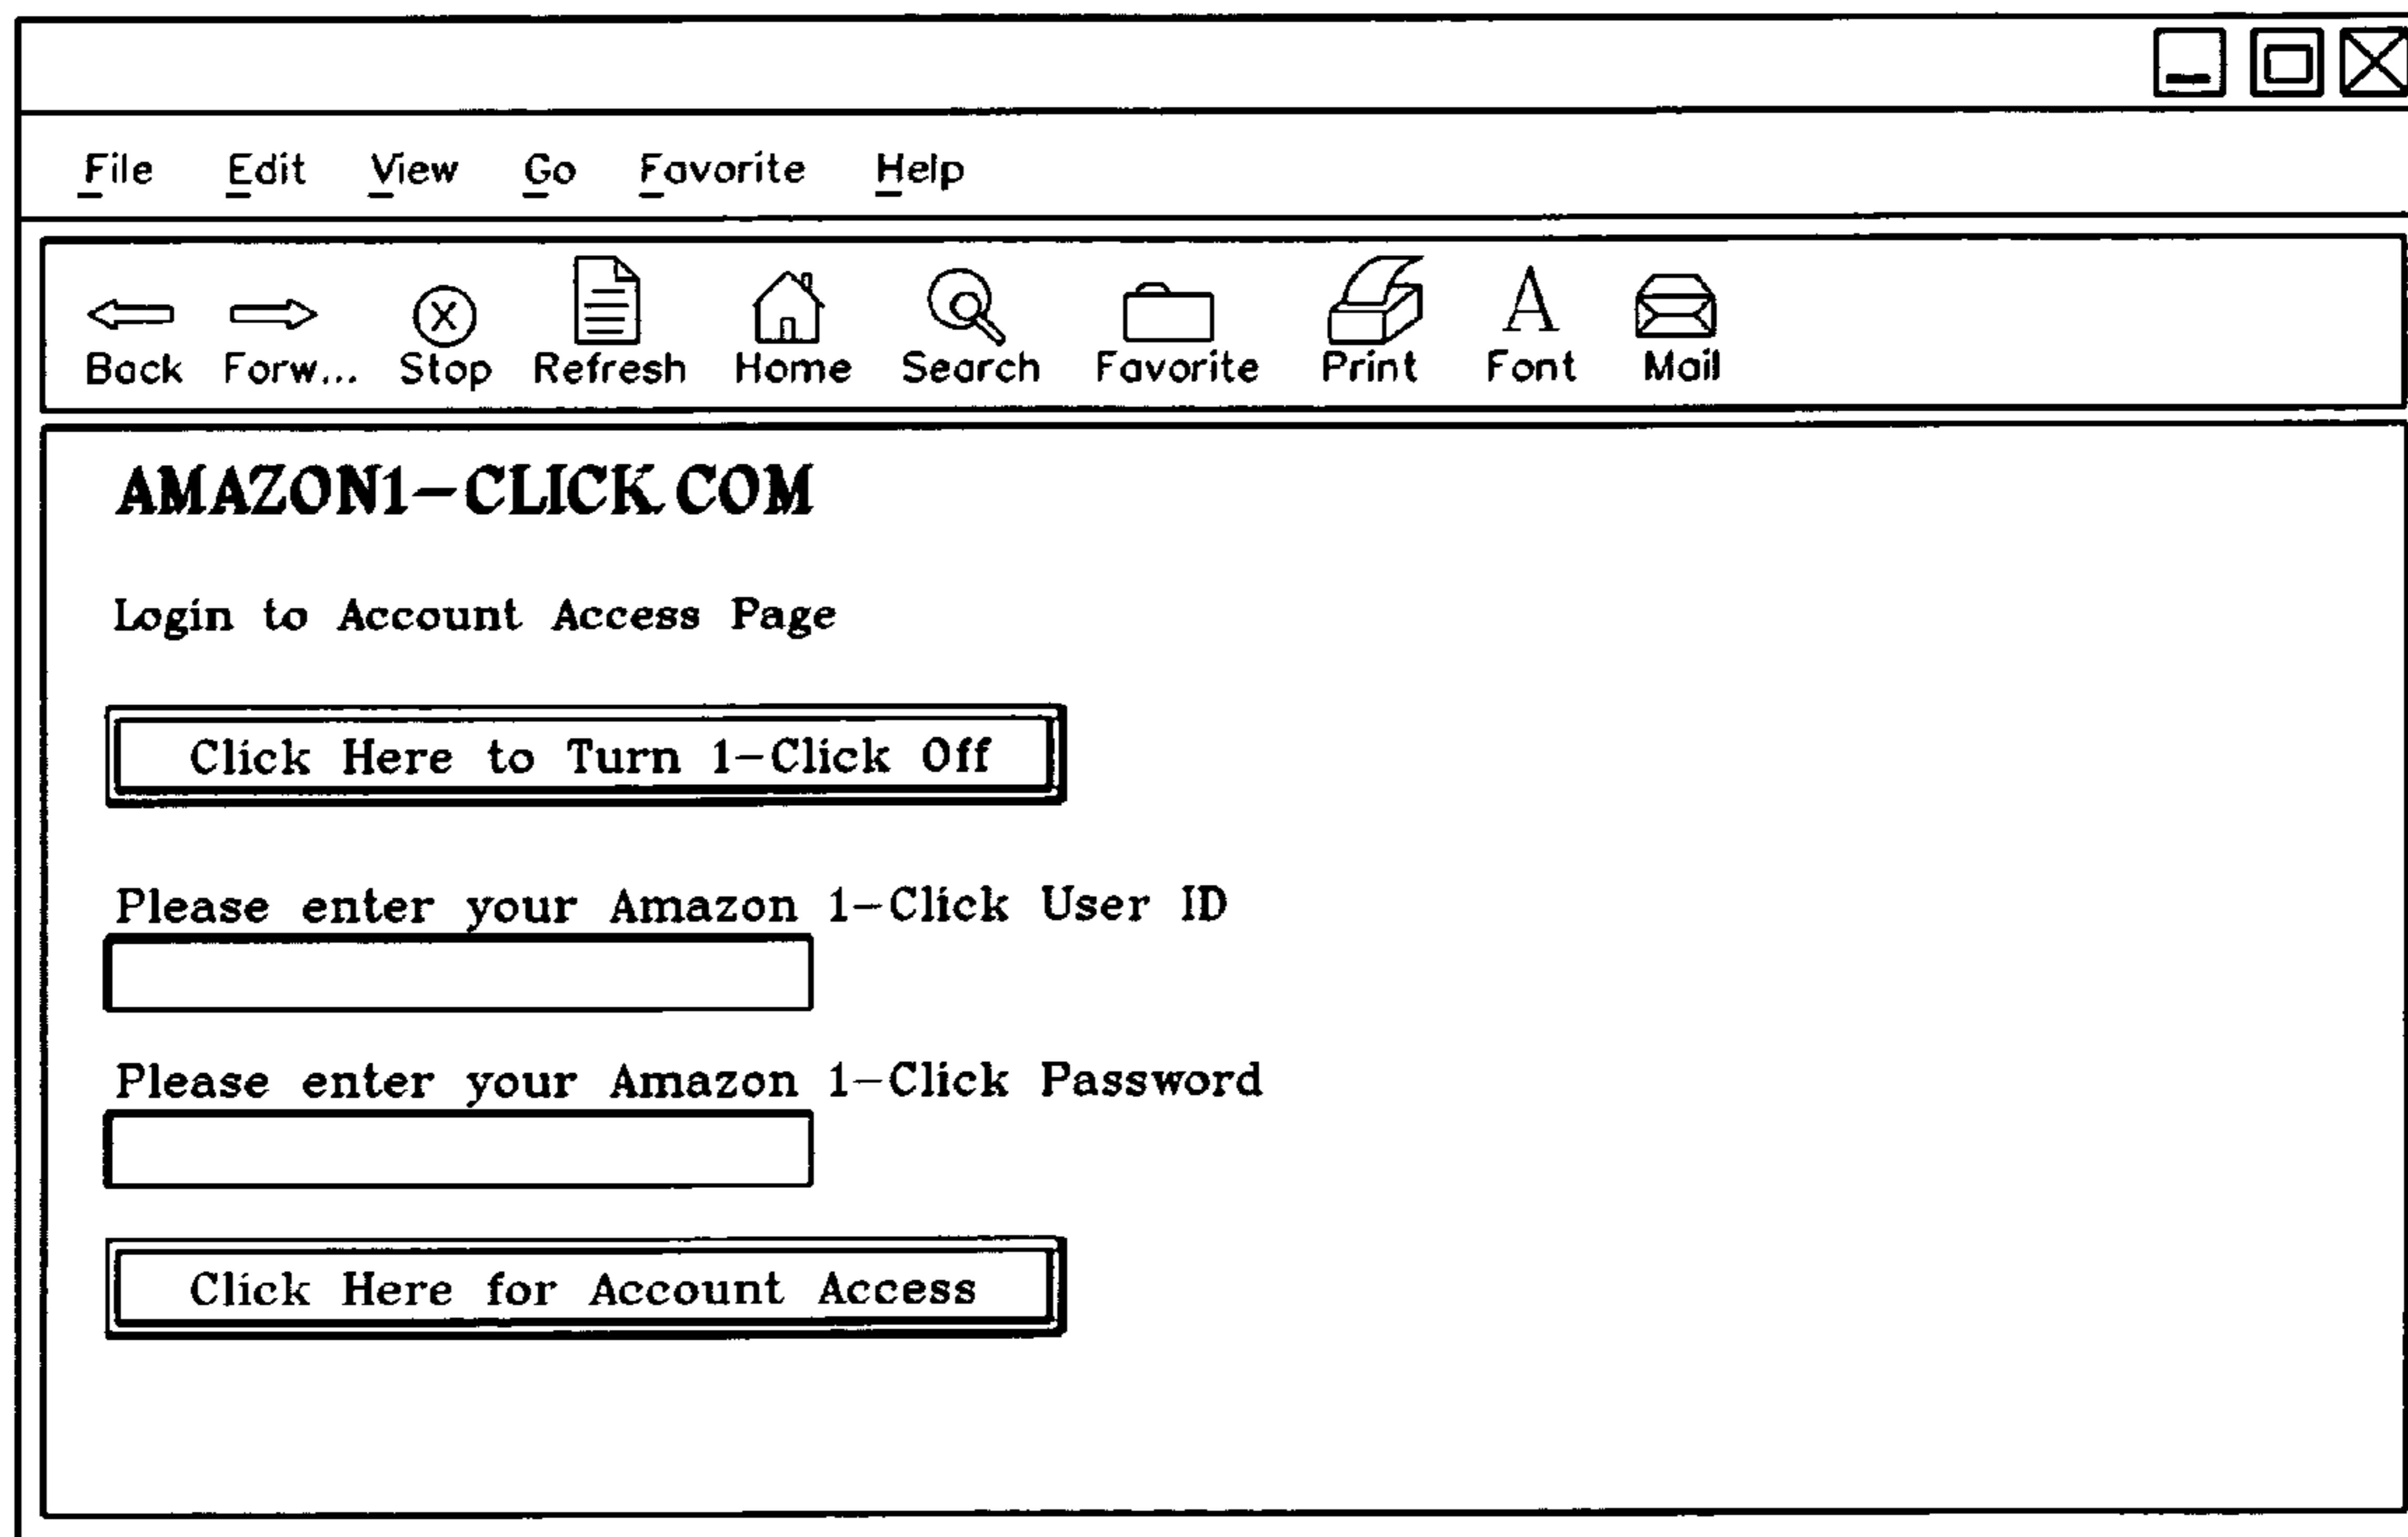 File Edit View Go Favorite Help
Back Forw... Stop Refresh Home Search Favorite Print Font Mail
AMAZON1-CLICK.COM
Login to Account Access Page
Click Here to Turn 1-Click Off
Please enter your Amazon 1-Click User ID
Please enter your Amazon 1-Click Password
Click Here for Account Access